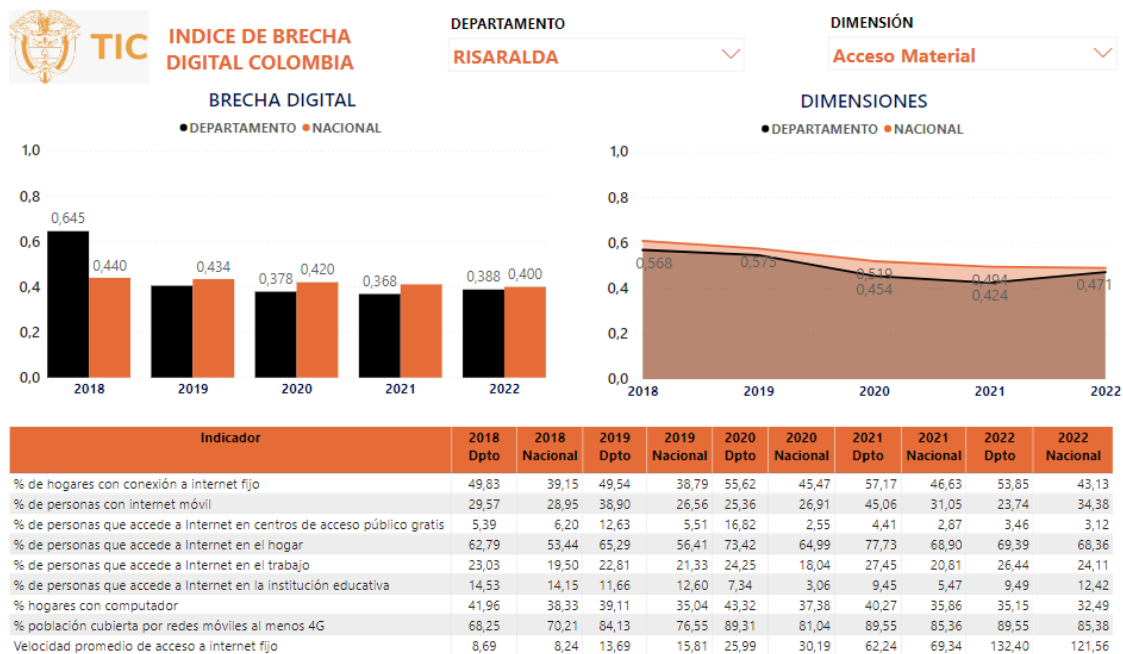 TIC
INDICE DE BRECHA
DIGITAL COLOMBIA
DEPARTAMENTO
RISARALDA
DIMENSIÓN
Acceso Material
BRECHA DIGITAL
DEPARTAMENTO NACIONAL
1,0
0,8
0,6
0,4
0,2
0,0
0,645
0,440
0,434
0,378
0,420
0,368
0,388
0,400
2018 2019 2020 2021 2022
DIMENSIONES
DEPARTAMENTO NACIONAL
1,0
0,8
0,6
0,4
0,2
0,0
0,568
0,575
0,519
0,454
0,494
0,424
0,471
2018 2019 2020 2021 2022
Indicador 2018 Dpto 2018 Nacional 2019 Dpto 2019 Nacional 2020 Dpto 2020 Nacional 2021 Dpto 2021 Nacional 2022 Dpto 2022 Nacional
% de hogares con conexión a internet fijo 49,83 39,15 49,54 38,79 55,62 45,47 57,17 46,63 53,85 43,13
% de personas con internet móvil 29,57 28,95 38,90 26,56 25,36 26,91 45,06 31,05 23,74 34,38
% de personas que accede a Internet en centros de acceso público gratis 5,39 6,20 12,63 5,51 16,82 2,55 4,41 2,87 3,46 3,12
% de personas que accede a Internet en el hogar 62,79 53,44 65,29 56,41 73,42 64,99 77,73 68,90 69,39 68,36
% de personas que accede a Internet en el trabajo 23,03 19,50 22,81 21,33 24,25 18,04 27,45 20,81 26,44 24,11
% de personas que accede a Internet en la institución educativa 14,53 14,15 11,66 12,60 7,34 3,06 9,45 5,47 9,49 12,42
% hogares con computador 41,96 38,33 39,11 35,04 43,32 37,38 40,27 35,86 35,15 32,49
% población cubierta por redes móviles al menos 4G 68,25 70,21 84,13 76,55 89,31 81,04 89,55 85,36 89,55 85,38
Velocidad promedio de acceso a internet fijo 8,69 8,24 13,69 15,81 25,99 30,19 62,24 69,34 132,40 121,56